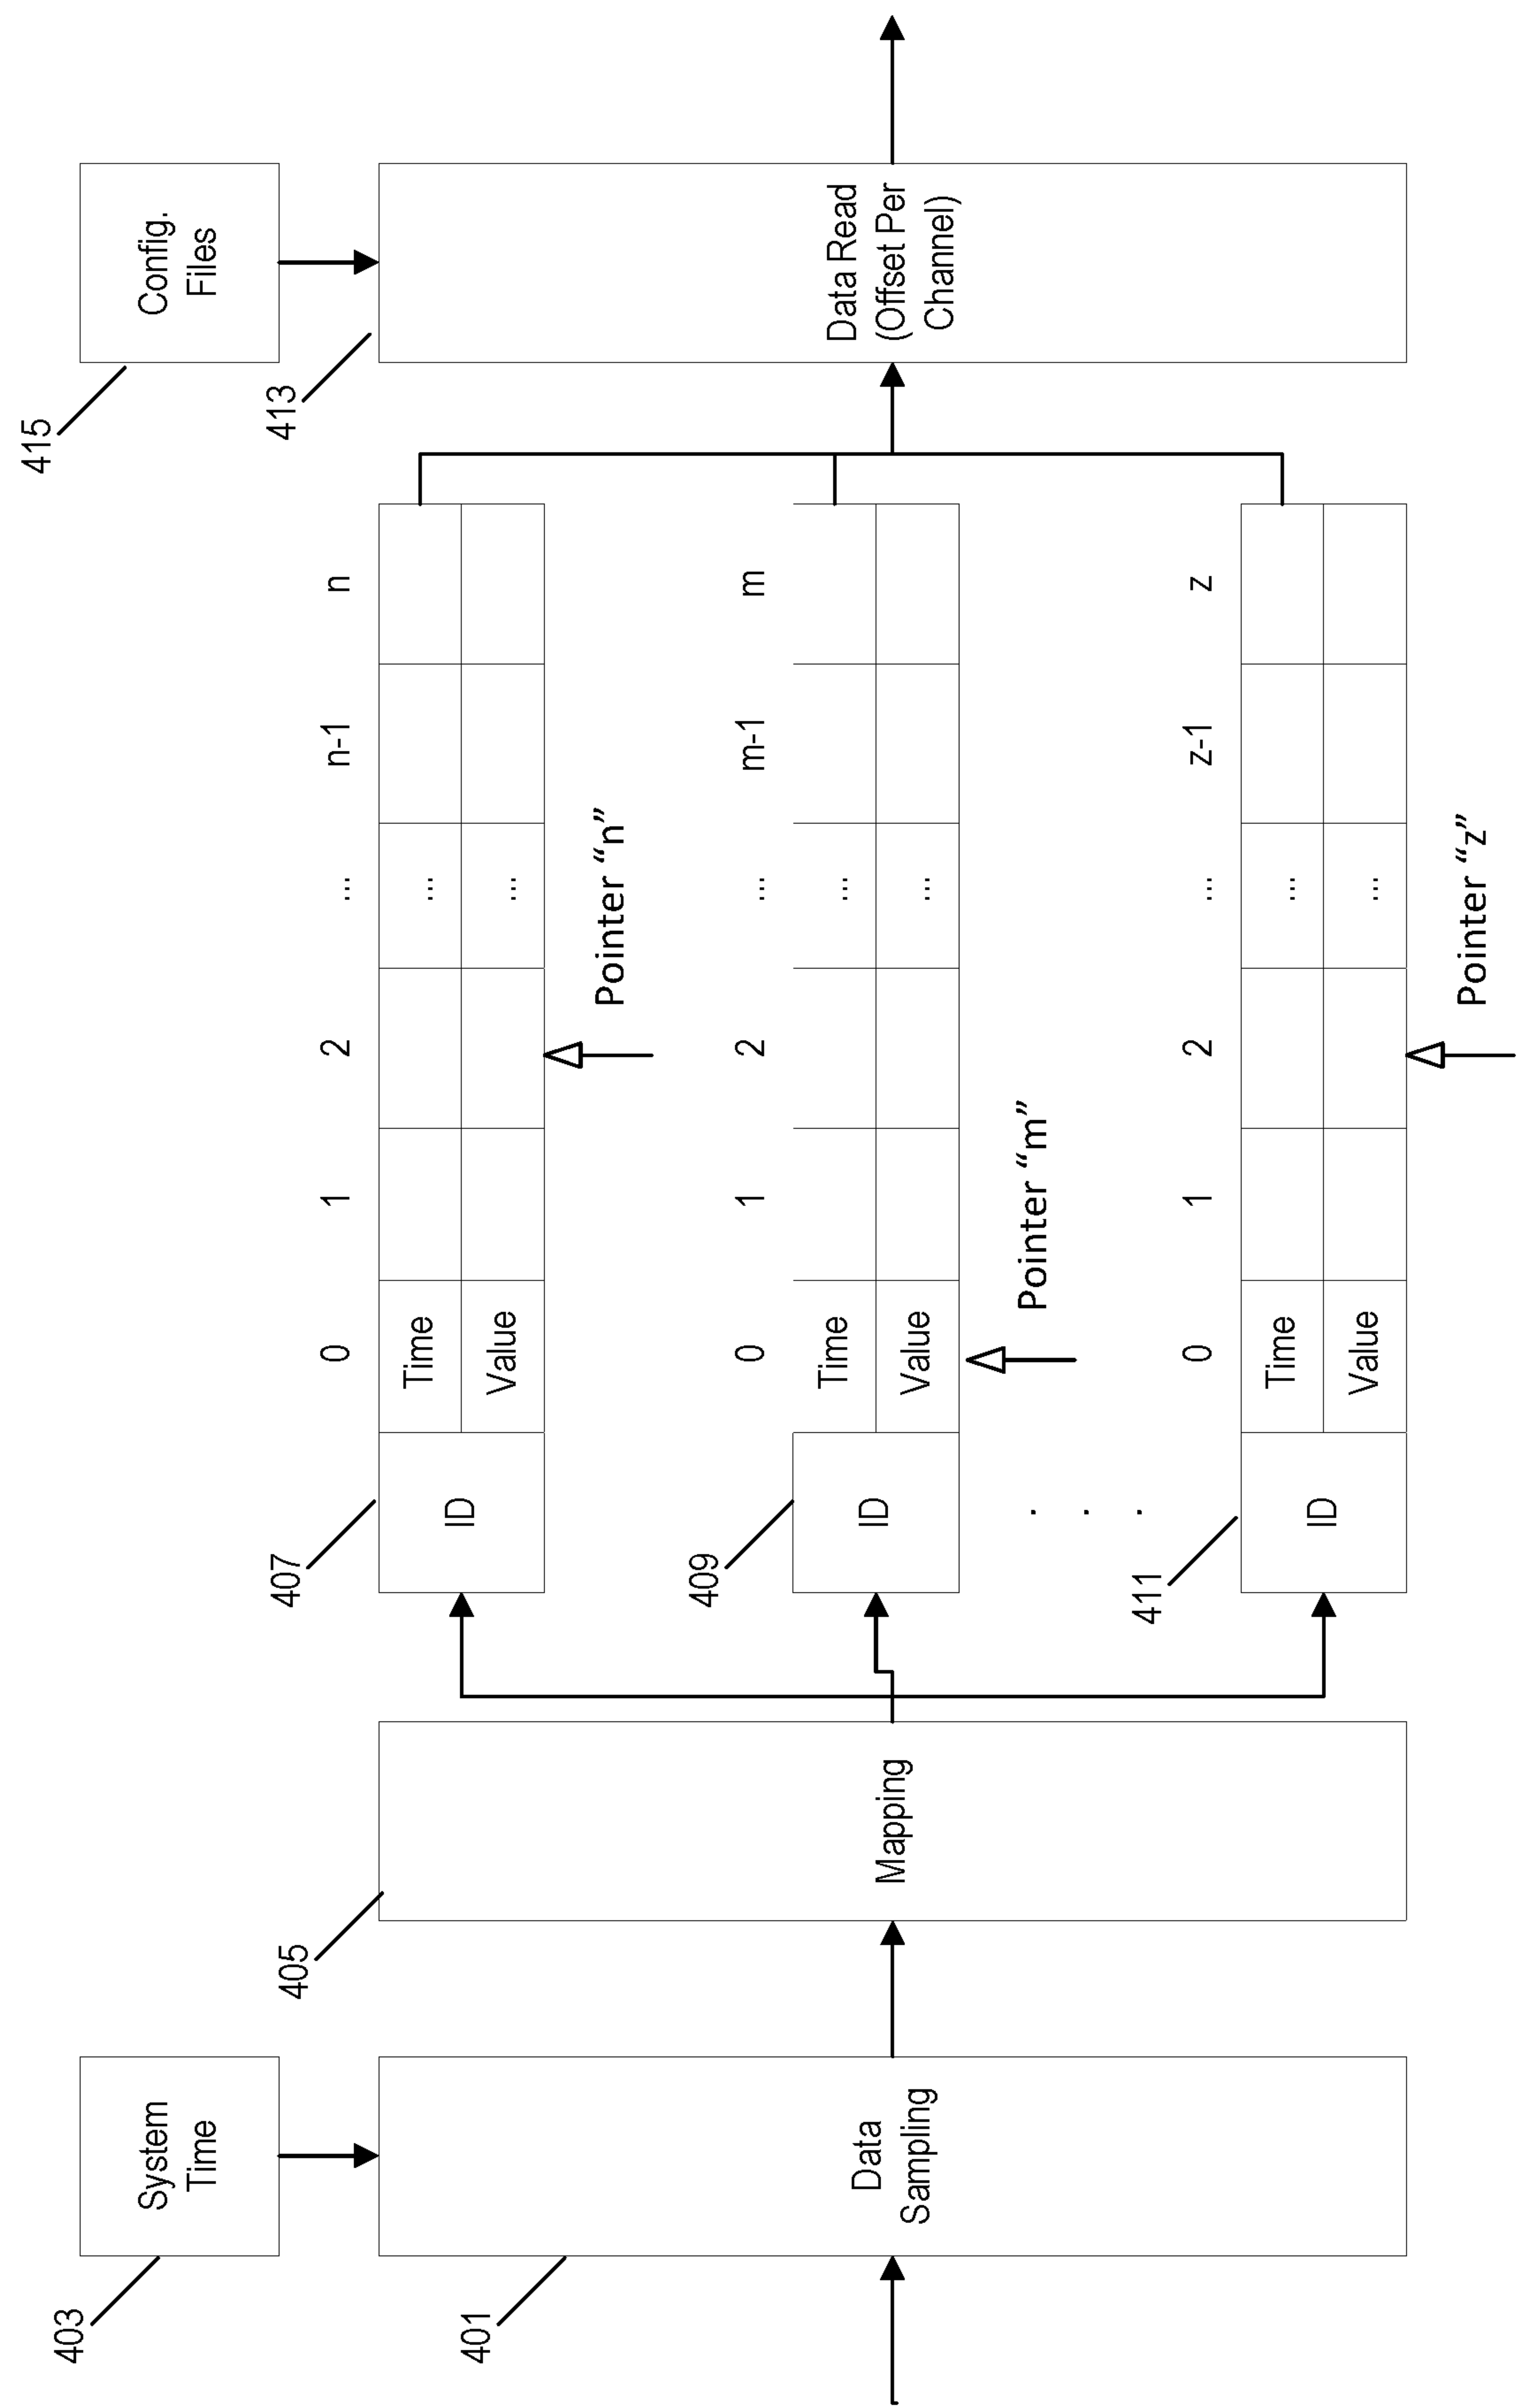 403
System
Time
401
Data
Sampling
405
Mapping
407
ID
0 1 2 ... n-1 n
Time ...
Value ...
Pointer “n”
409
ID
0 1 2 ... m-1 m
Time ...
Value ...
Pointer “m”
. . .
411
ID
0 1 2 ... z-1 z
Time ...
Value ...
Pointer “z”
415
Config.
Files
413
Data Read
(Offset Per
Channel)